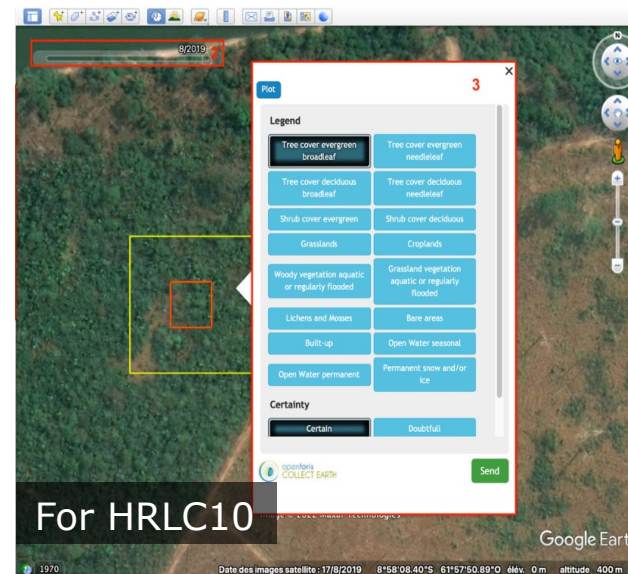 8/2019
2
N
3
Plot
Legend
Tree cover evergreen
broadleaf
Tree cover evergreen
needleleaf
Tree cover deciduous
broadleaf
Tree cover deciduous
needleleaf
Shrub cover evergreen
Shrub cover deciduous
Grasslands
Croplands
Woody vegetation aquatic
or regularly flooded
Grassland vegetation
aquatic or regularly
flooded
Lichens and Mosses
Bare areas
Built-up
Open Water seasonal
Open Water permanent
Permanent snow and/or
ice
Certainty
Certain
Doubtfull
openforis
COLLECT EARTH
Send
For HRLC10
Image © 2022 Maxar Technologies
Google Eart
1970
Date des images satellite : 17/8/2019 8°58'08.40"S 61°57'50.89"O élév. 0 m altitude 400 m